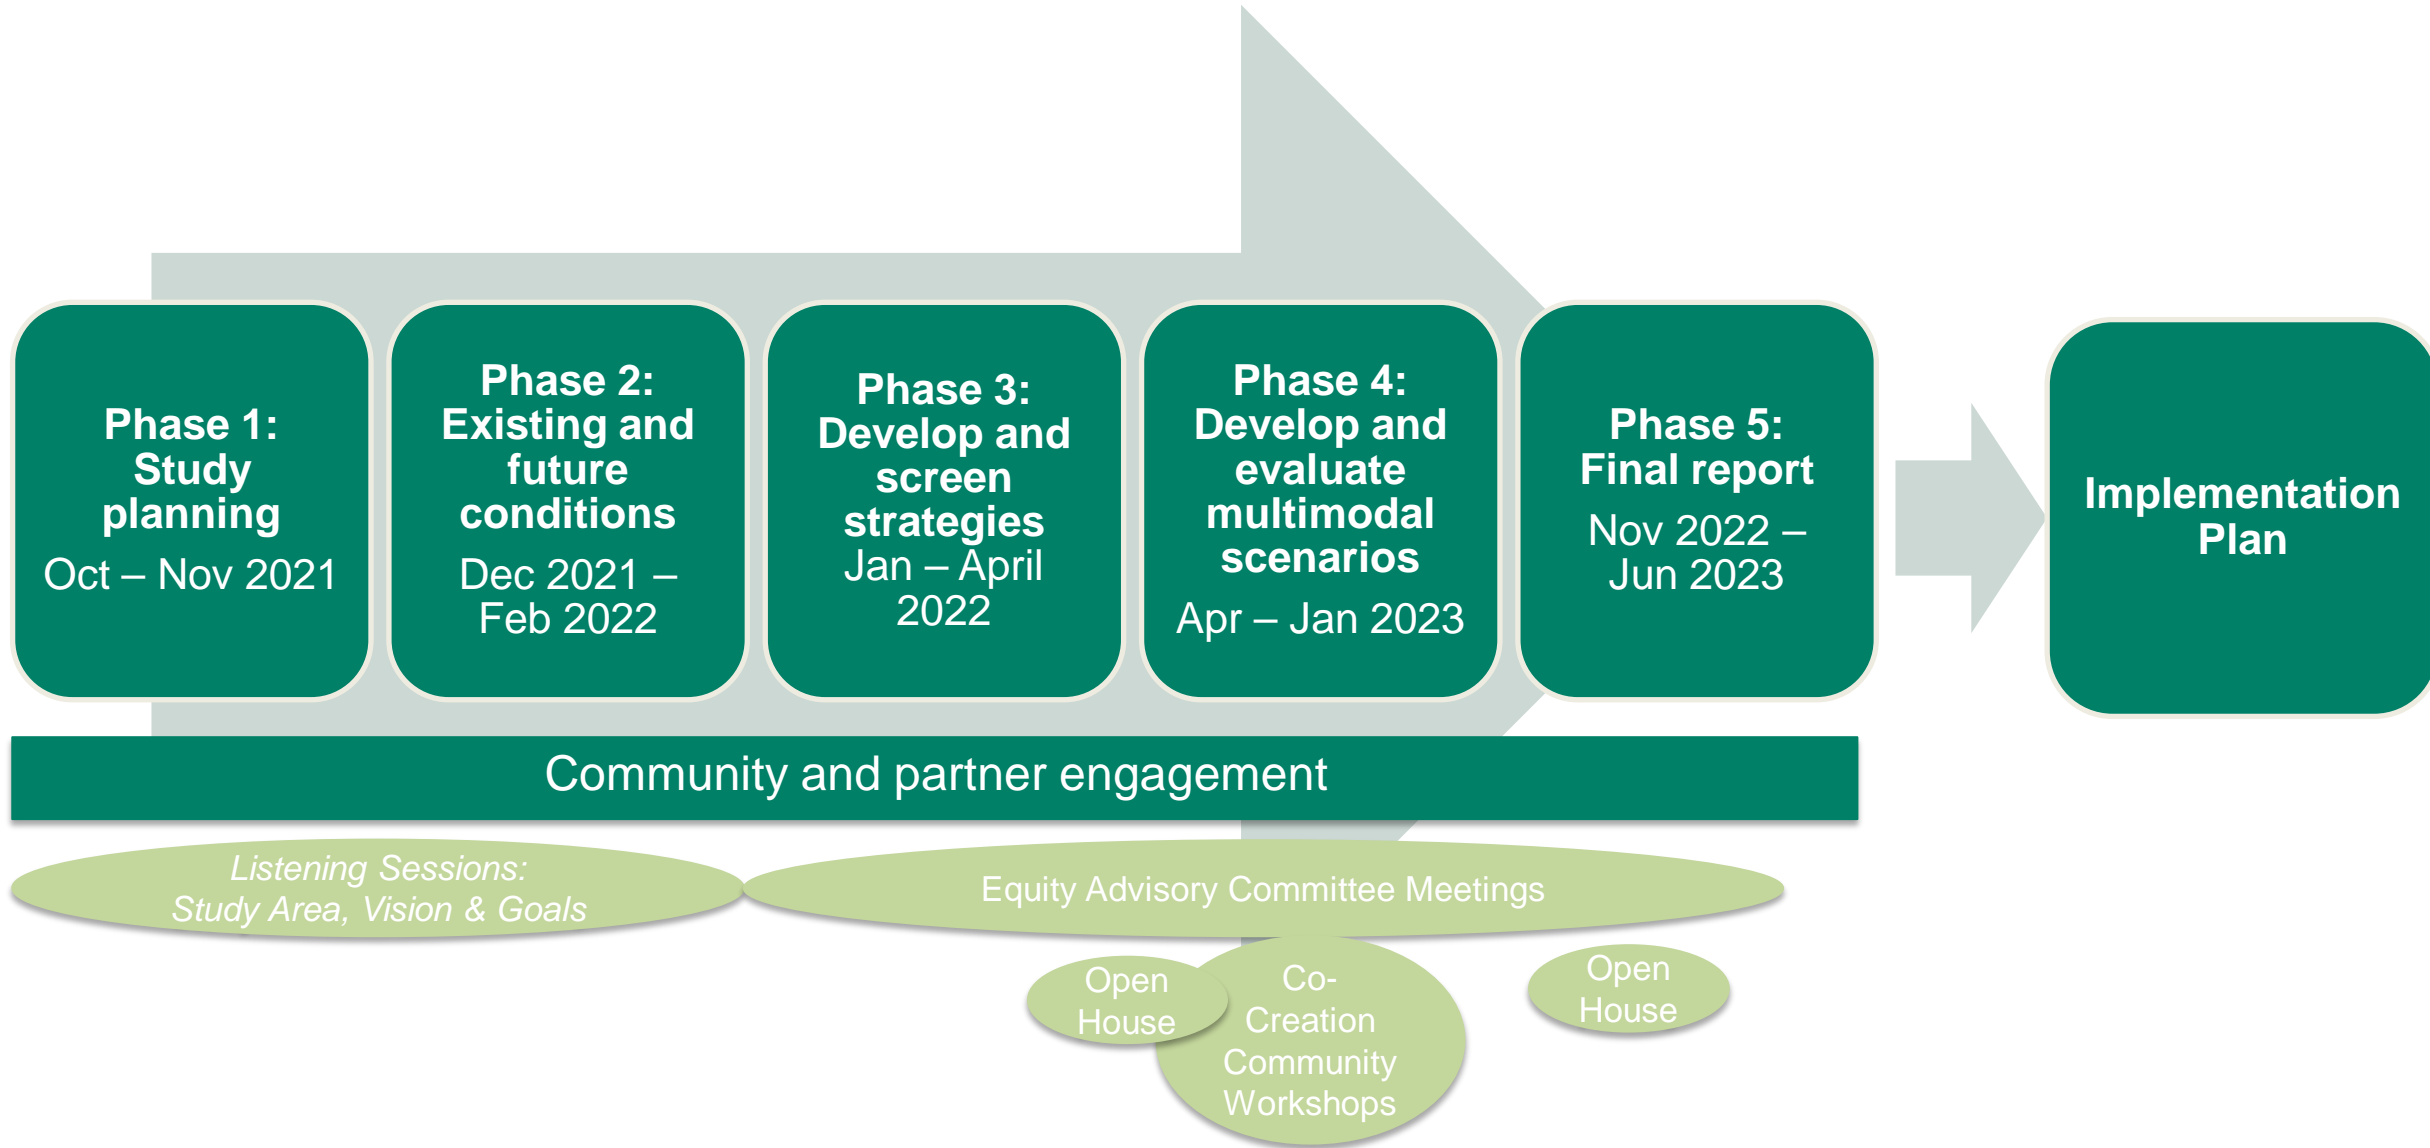 Phase 1:
Study
planning
Oct – Nov 2021
Phase 2:
Existing and
future
conditions
Dec 2021 –
Feb 2022
Phase 3:
Develop and
screen
strategies
Jan – April
2022
Phase 4:
Develop and
evaluate
multimodal
scenarios
Apr – Jan 2023
Phase 5:
Final report
Nov 2022 –
Jun 2023
Implementation
Plan
Community and partner engagement
Listening Sessions:
Study Area, Vision & Goals
Equity Advisory Committee Meetings
Open
House
Co-
Creation
Community
Workshops
Open
House